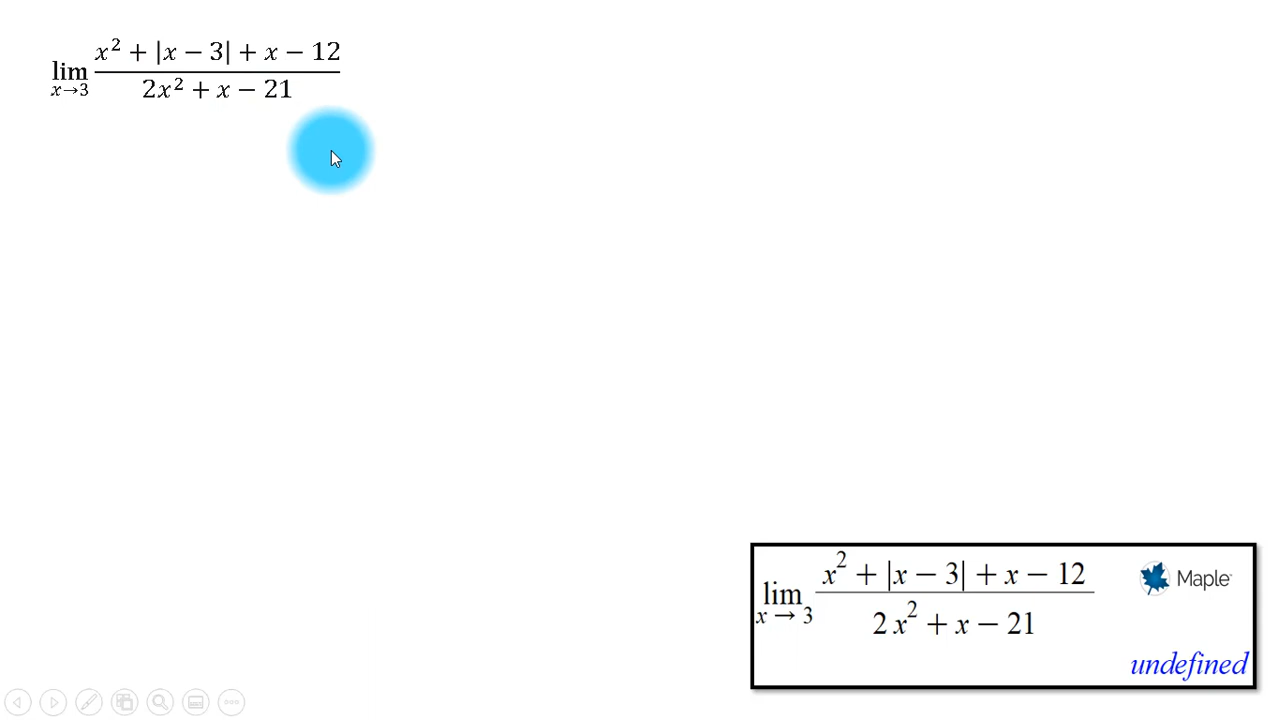 lim x→3 (x² + |x − 3| + x − 12) / (2x² + x − 21)
lim x → 3 (x² + |x − 3| + x − 12) / (2x² + x − 21)
Maple
undefined